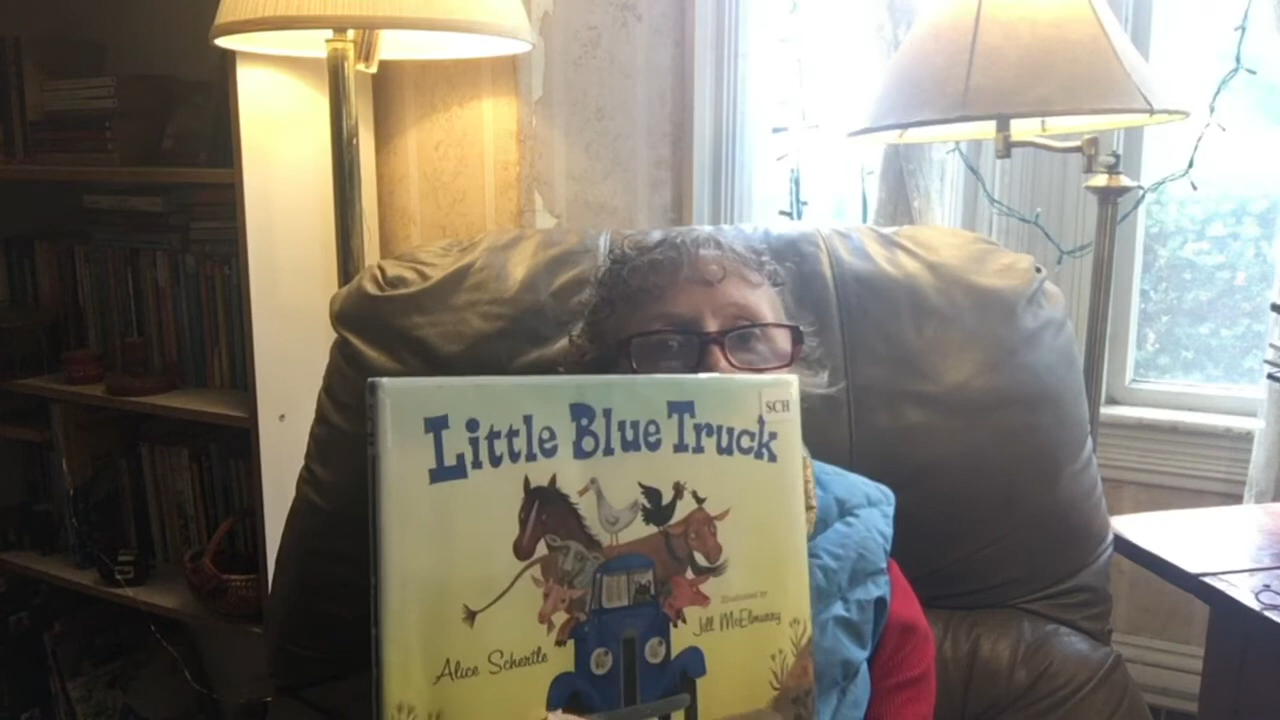 SCH
Little Blue Truck
Illustrated by
Jill McElmurry
Alice Schertle